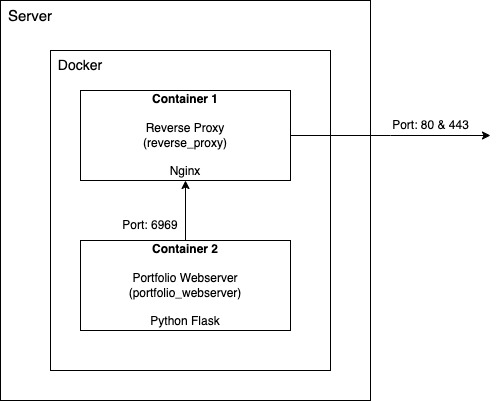 Server
Docker
Container 1
Reverse Proxy
(reverse_proxy)
Nginx
Port: 80 & 443
Port: 6969
Container 2
Portfolio Webserver
(portfolio_webserver)
Python Flask